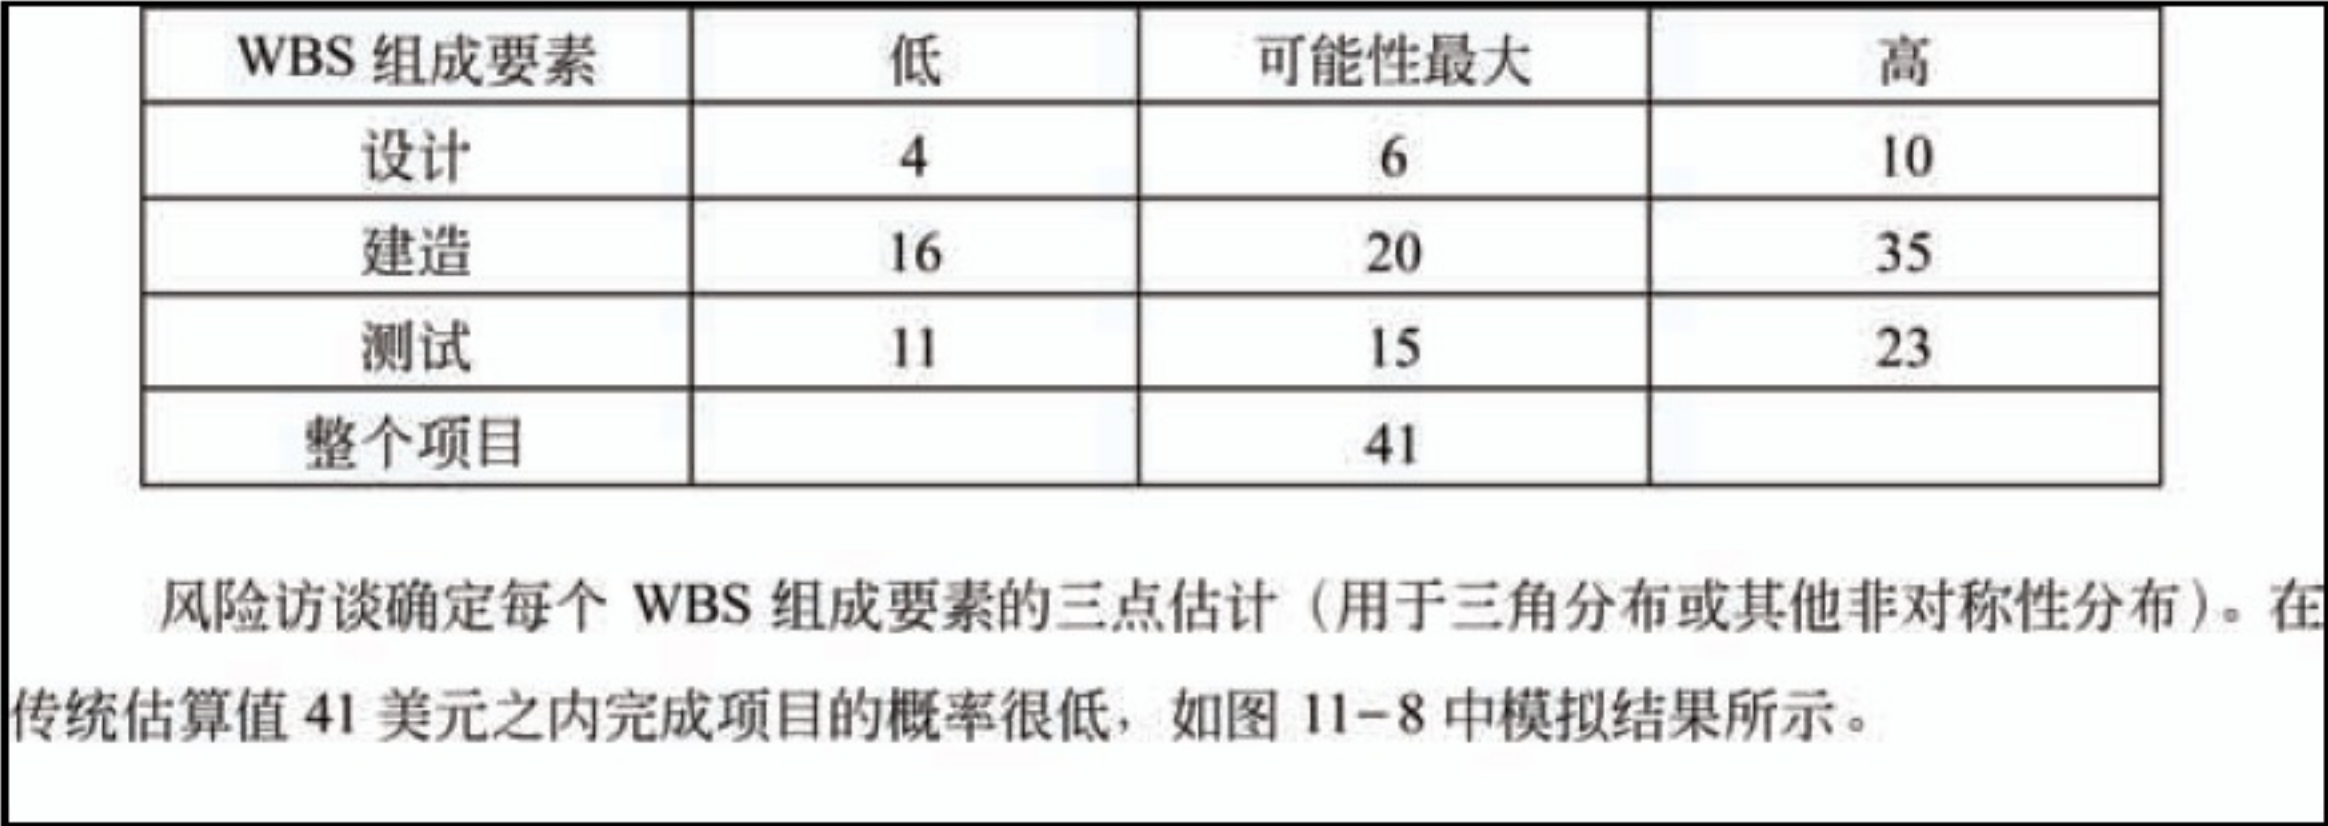 WBS 组成要素 低 可能性最大 高
设计 4 6 10
建造 16 20 35
测试 11 15 23
整个项目 41
风险访谈确定每个 WBS 组成要素的三点估计（用于三角分布或其他非对称性分布）。在
传统估算值 41 美元之内完成项目的概率很低，如图 11-8 中模拟结果所示。